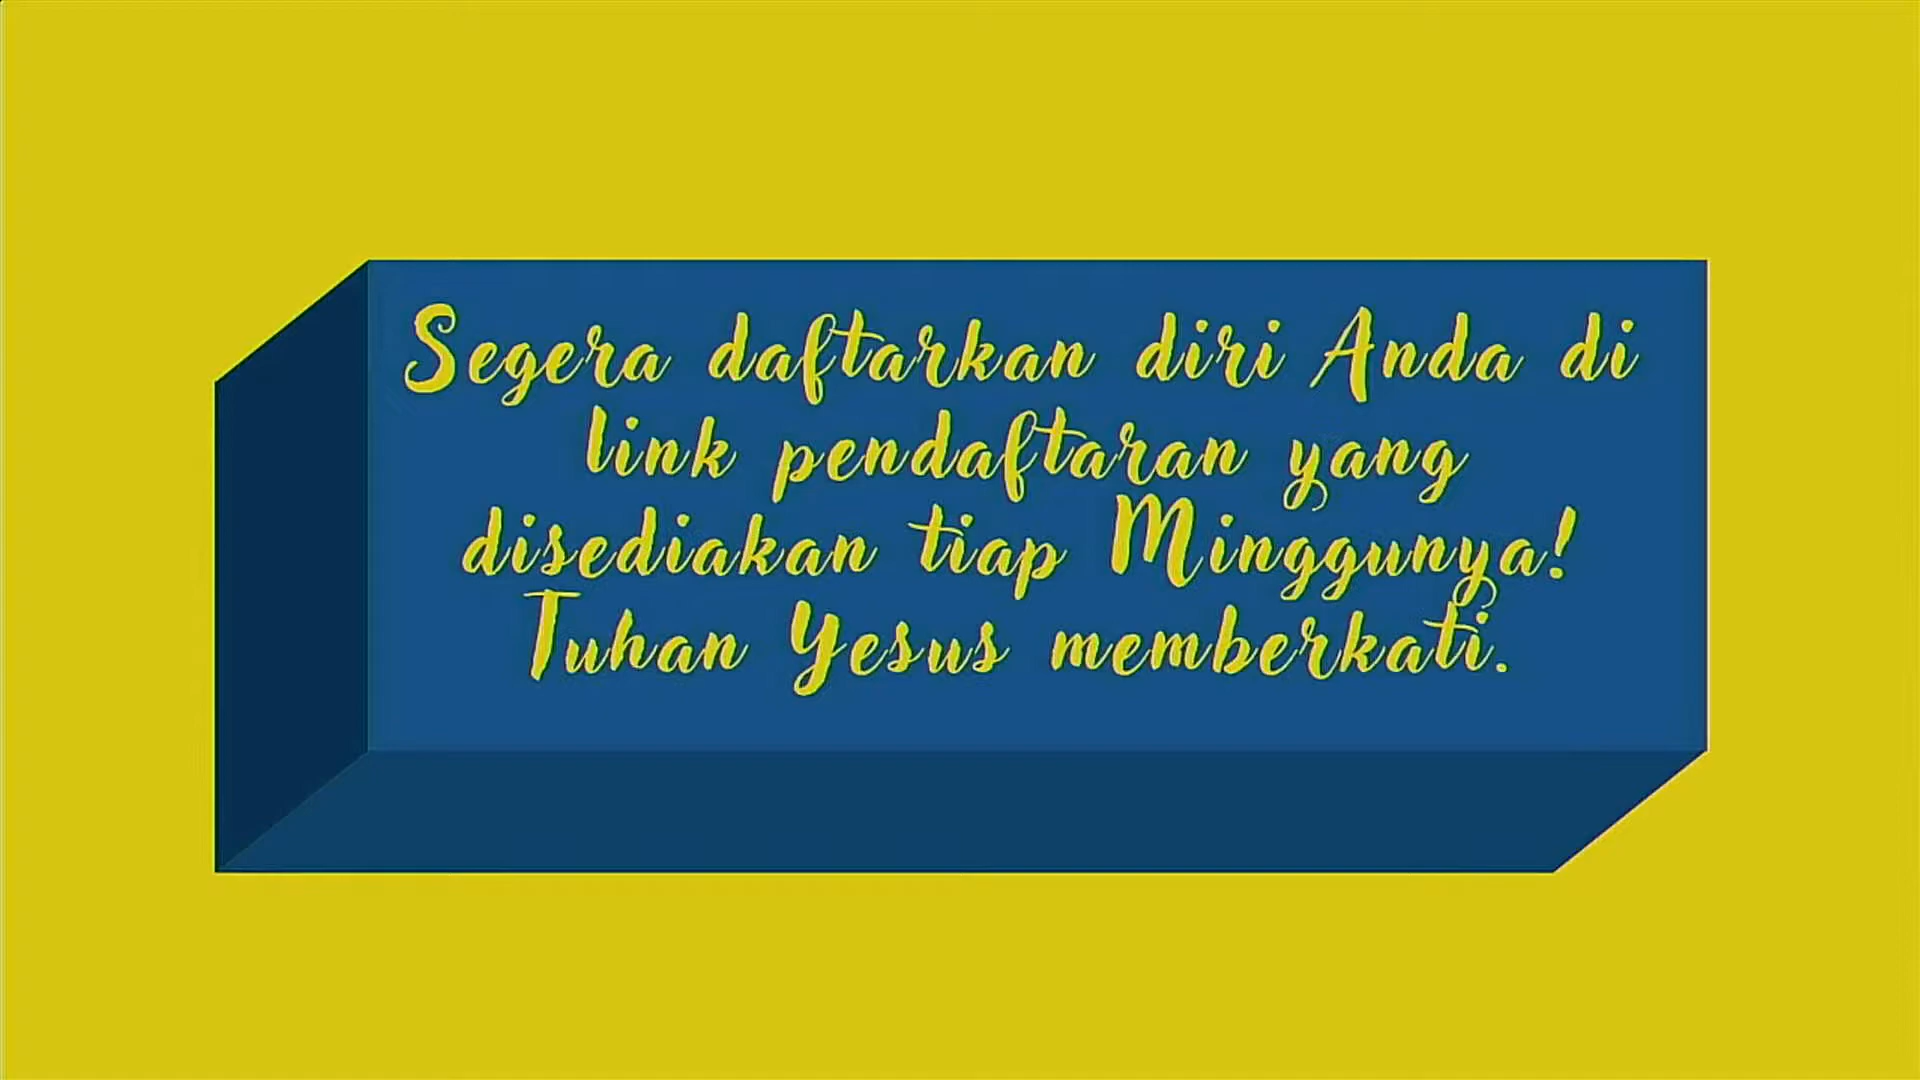 Segera daftarkan diri Anda di
link pendaftaran yang
disediakan tiap Minggunya!
Tuhan Yesus memberkati.